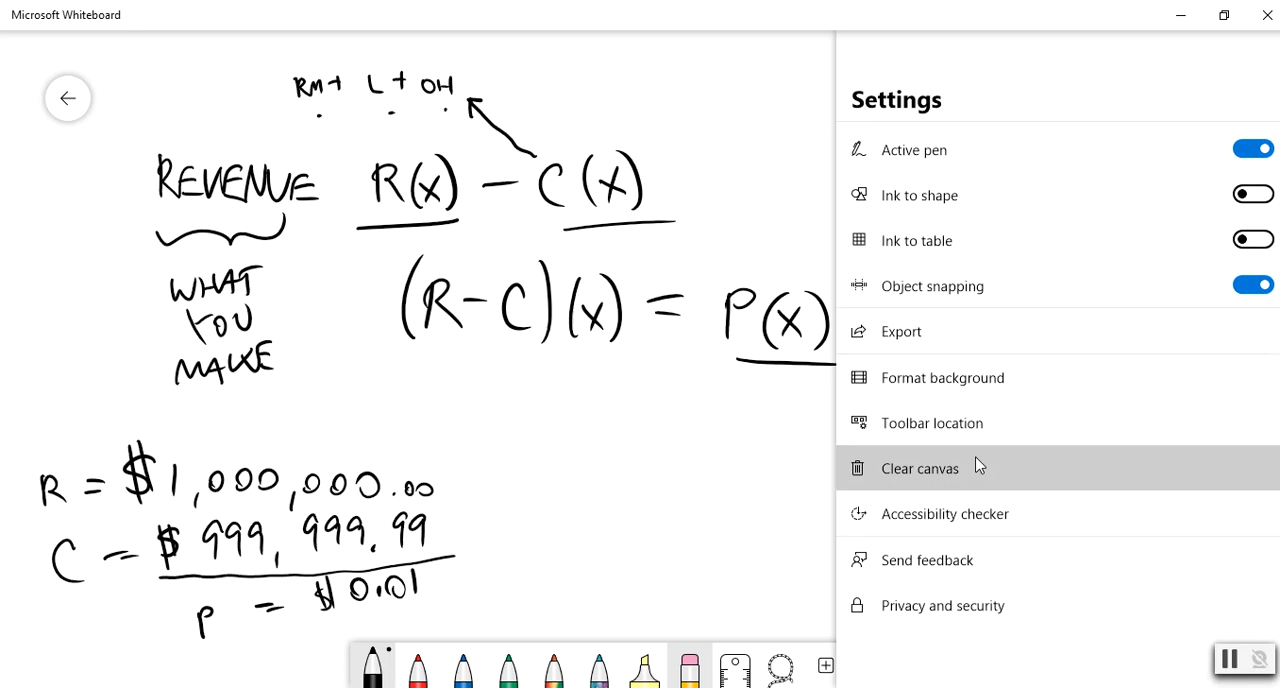 Microsoft Whiteboard
RM + L + OH
REVENUE R(x) - C(x)
WHAT
YOU
MAKE
(R-C)(x) = P(x)
R = $1,000,000.00
C = $ 999,999.99
P = $0.01
Settings
Active pen
Ink to shape
Ink to table
Object snapping
Export
Format background
Toolbar location
Clear canvas
Accessibility checker
Send feedback
Privacy and security